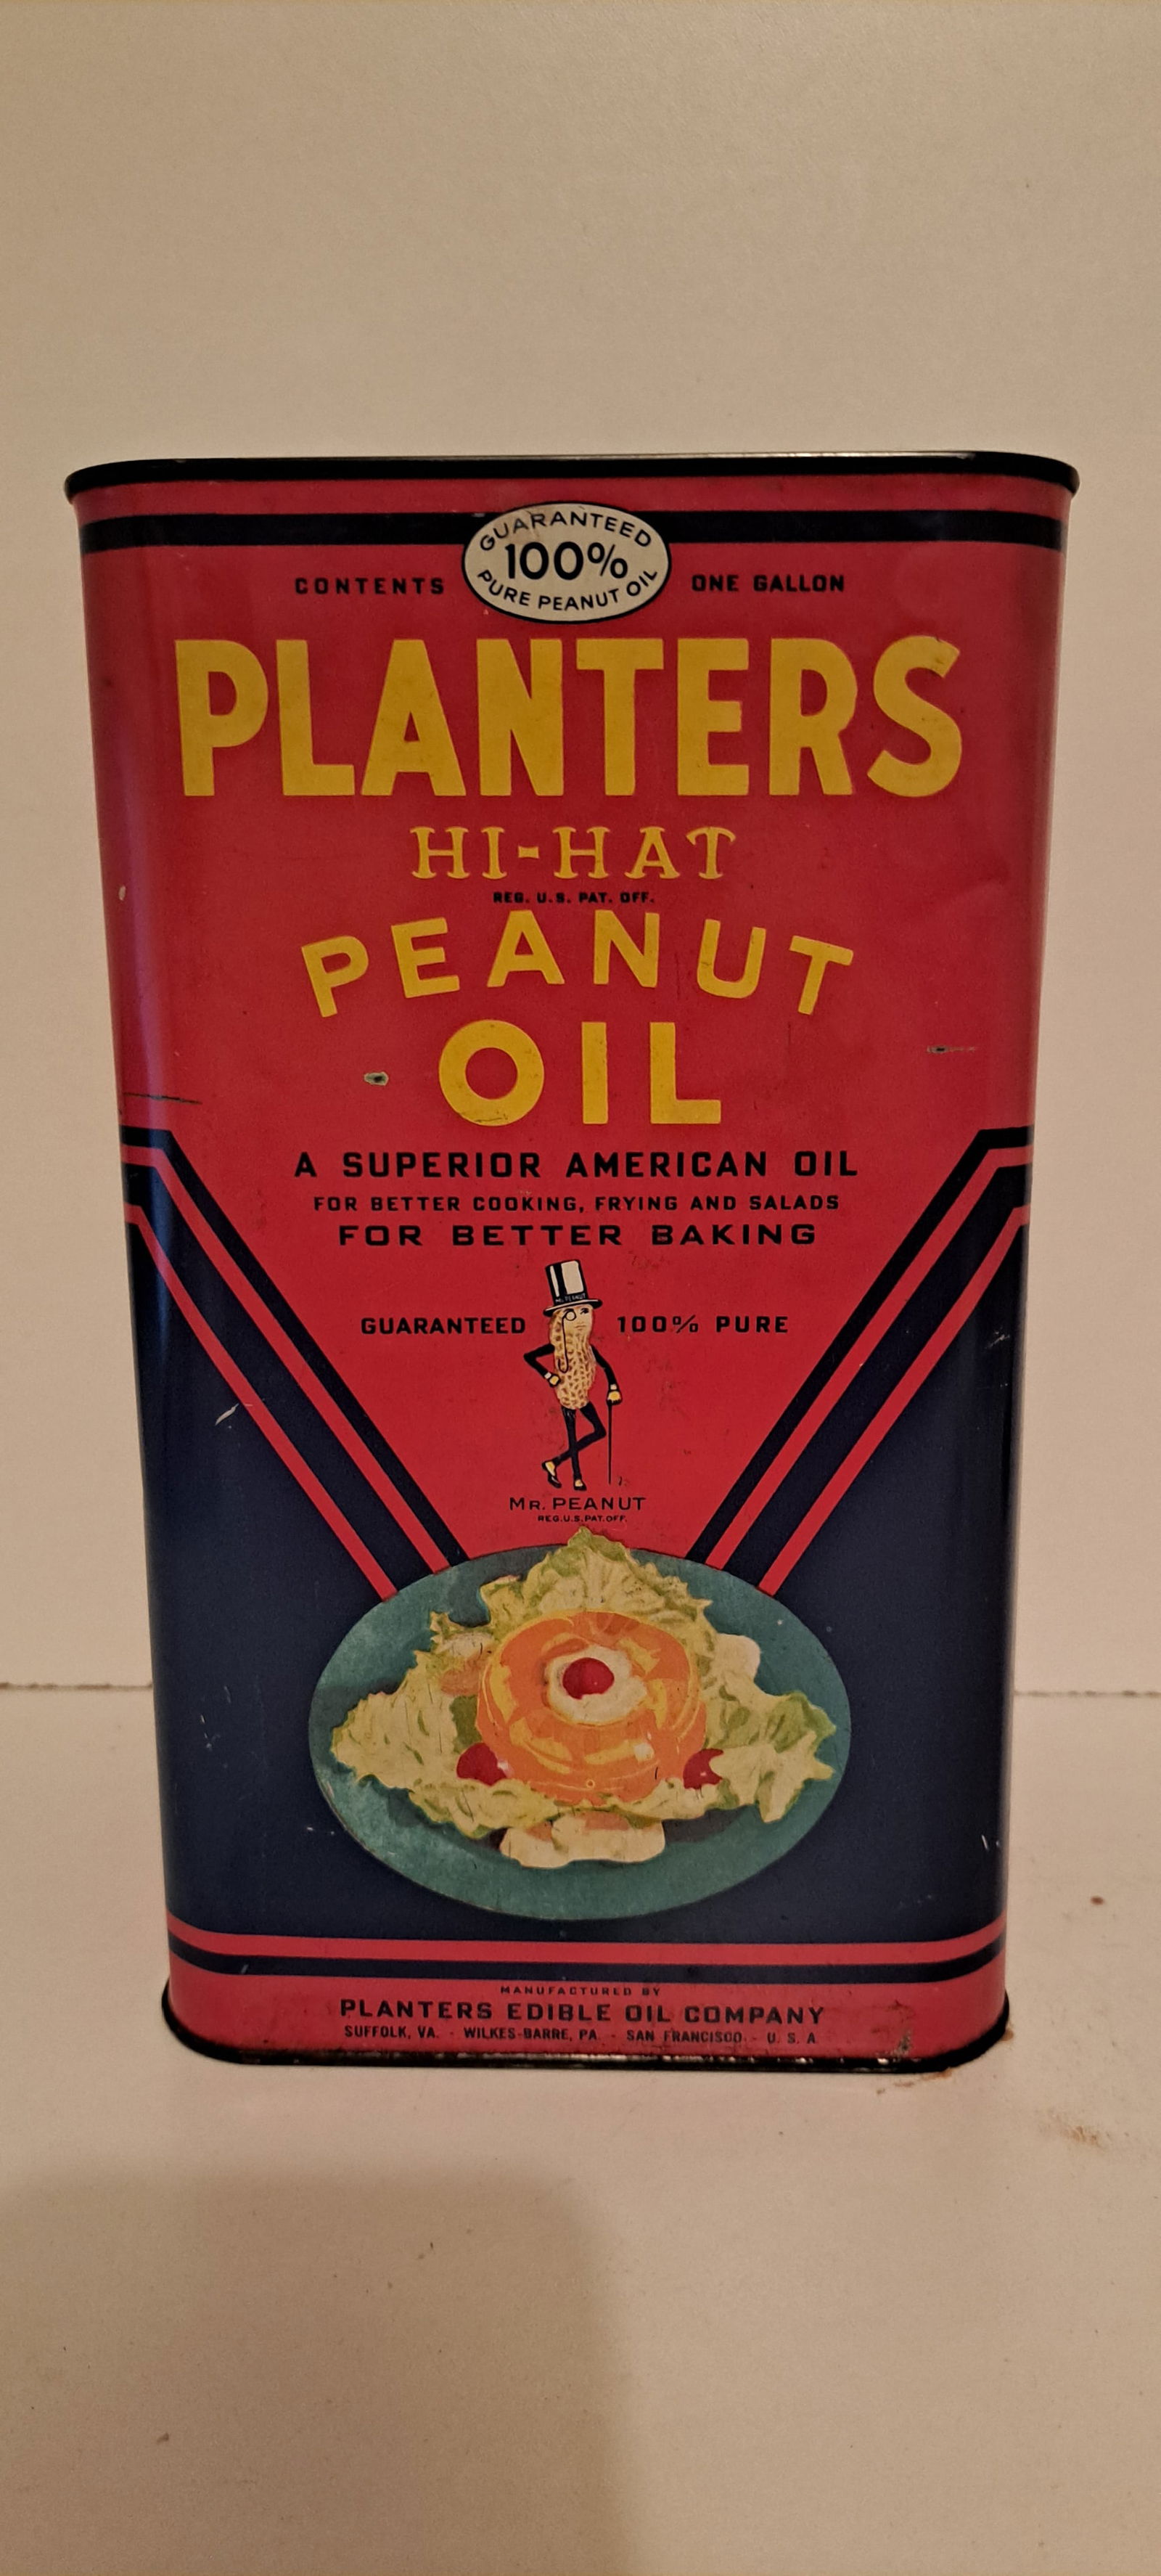 GUARANTEED
100%
PURE PEANUT OIL
CONTENTS ONE GALLON
PLANTERS
HI-HAT
REG. U.S. PAT. OFF.
PEANUT
OIL
A SUPERIOR AMERICAN OIL
FOR BETTER COOKING, FRYING AND SALADS
FOR BETTER BAKING
MR. PEANUT
GUARANTEED 100% PURE
MR. PEANUT
REG.U.S.PAT.OFF.
MANUFACTURED BY
PLANTERS EDIBLE OIL COMPANY
SUFFOLK, VA. - WILKES-BARRE, PA. - SAN FRANCISCO - U. S. A.